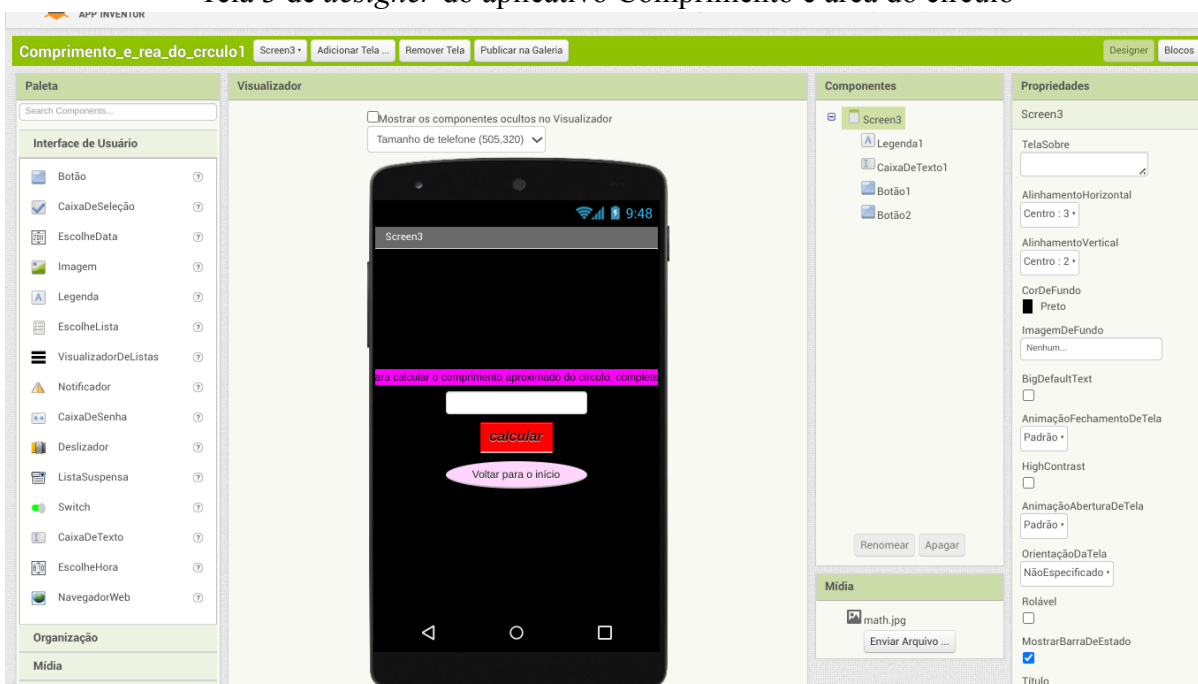 Tela 3 de designer do aplicativo Comprimento e área do círculo
APP INVENTOR
Comprimento_e_rea_do_crculo1 Screen3 Adicionar Tela ... Remover Tela Publicar na Galeria Designer Blocos
Paleta
Search Components...
Interface de Usuário
Botão
CaixaDeSeleção
EscolheData
Imagem
Legenda
EscolheLista
VisualizadorDeListas
Notificador
CaixaDeSenha
Deslizador
ListaSuspensa
Switch
CaixaDeTexto
EscolheHora
NavegadorWeb
Organização
Mídia
Visualizador
Mostrar os componentes ocultos no Visualizador
Tamanho de telefone (505,320)
9:48
Screen3
ara calcular o comprimento aproximado do círculo, complete
calcular
Voltar para o início
Componentes
Screen3
Legenda1
CaixaDeTexto1
Botão1
Botão2
Renomear Apagar
Mídia
math.jpg
Enviar Arquivo ...
Propriedades
Screen3
TelaSobre
AlinhamentoHorizontal
Centro : 3
AlinhamentoVertical
Centro : 2
CorDeFundo
Preto
ImagemDeFundo
Nenhum...
BigDefaultText
AnimaçãoFechamentoDeTela
Padrão
HighContrast
AnimaçãoAberturaDeTela
Padrão
OrientaçãoDaTela
NãoEspecificado
Rolável
MostrarBarraDeEstado
Título